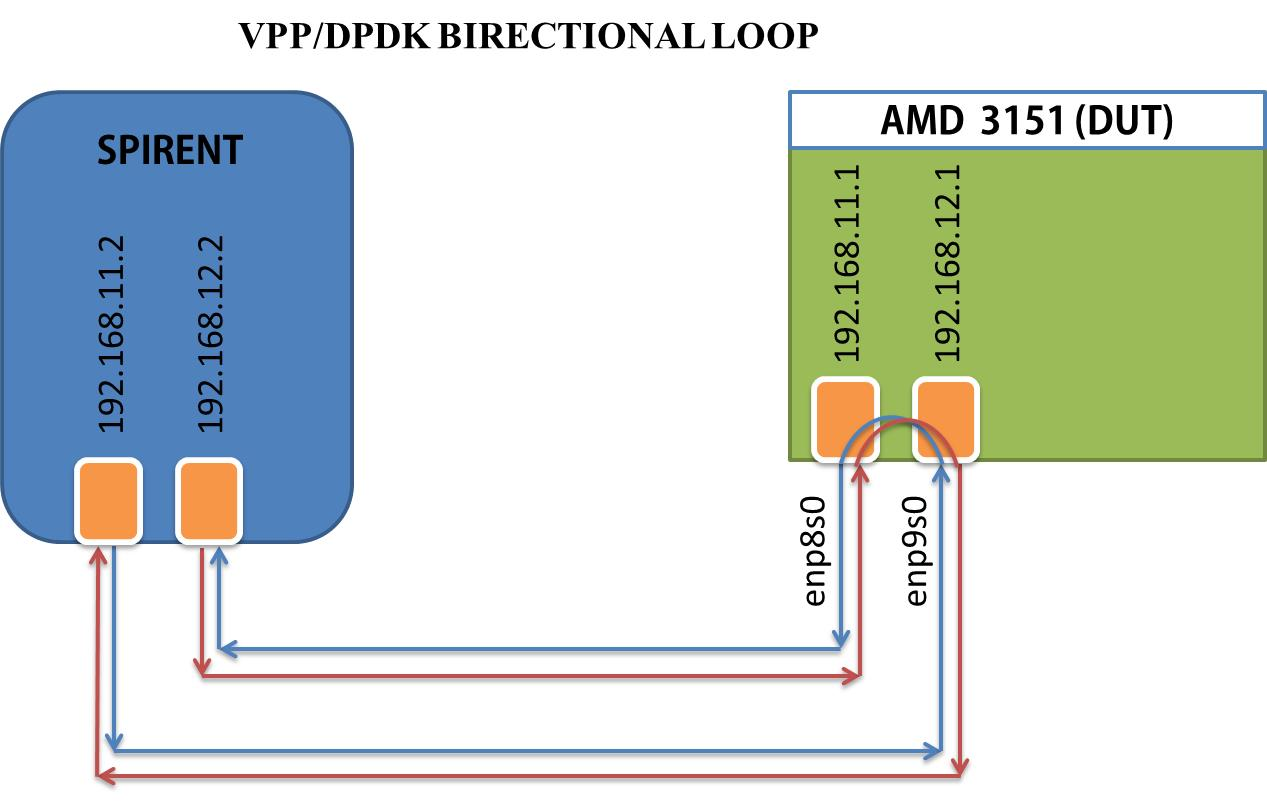 VPP/DPDK BIRECTIONAL LOOP
SPIRENT
192.168.11.2
192.168.12.2
AMD 3151 (DUT)
192.168.11.1
192.168.12.1
enp8s0
enp9s0